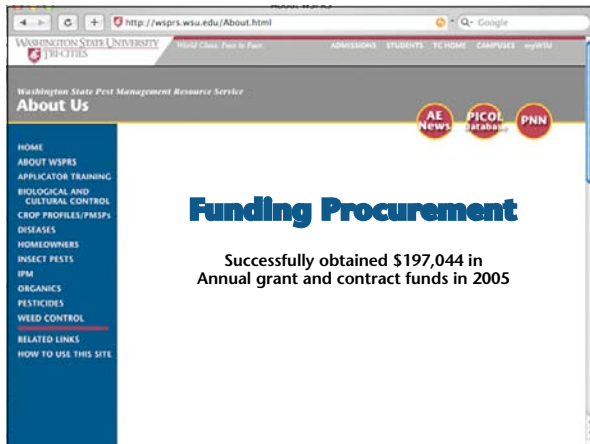 http://wsprs.wsu.edu/About.html
Google
WASHINGTON STATE UNIVERSITY
TRI-CITIES
World Class. Face to Face.
ADMISSIONS STUDENTS TC HOME CAMPUSES myWSU
Washington State Pest Management Resource Service
About Us
AE News
PICOL Database
PNN
HOME
ABOUT WSPRS
APPLICATOR TRAINING
BIOLOGICAL AND
CULTURAL CONTROL
CROP PROFILES/PMSPs
DISEASES
HOMEOWNERS
INSECT PESTS
IPM
ORGANICS
PESTICIDES
WEED CONTROL
RELATED LINKS
HOW TO USE THIS SITE
Funding Procurement
Successfully obtained $197,044 in
Annual grant and contract funds in 2005